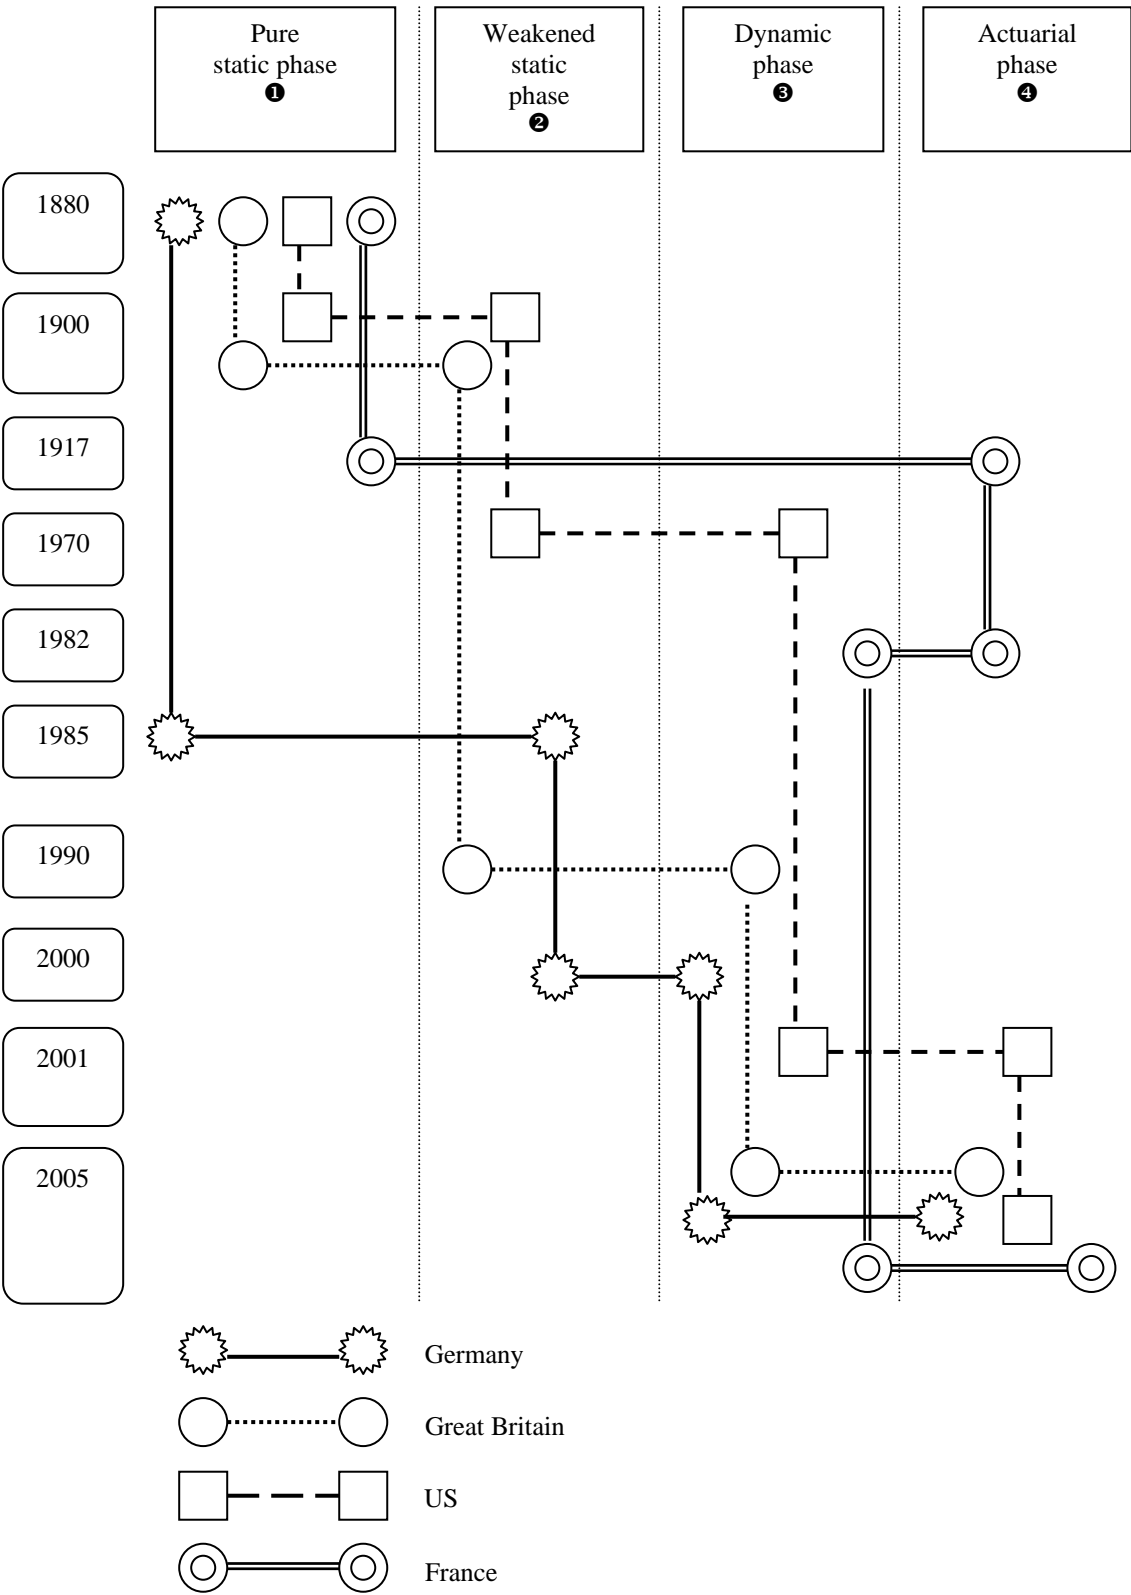 Pure
static phase
❶
Weakened
static
phase
❷
Dynamic
phase
❸
Actuarial
phase
❹
1880
1900
1917
1970
1982
1985
1990
2000
2001
2005
Germany
Great Britain
US
France